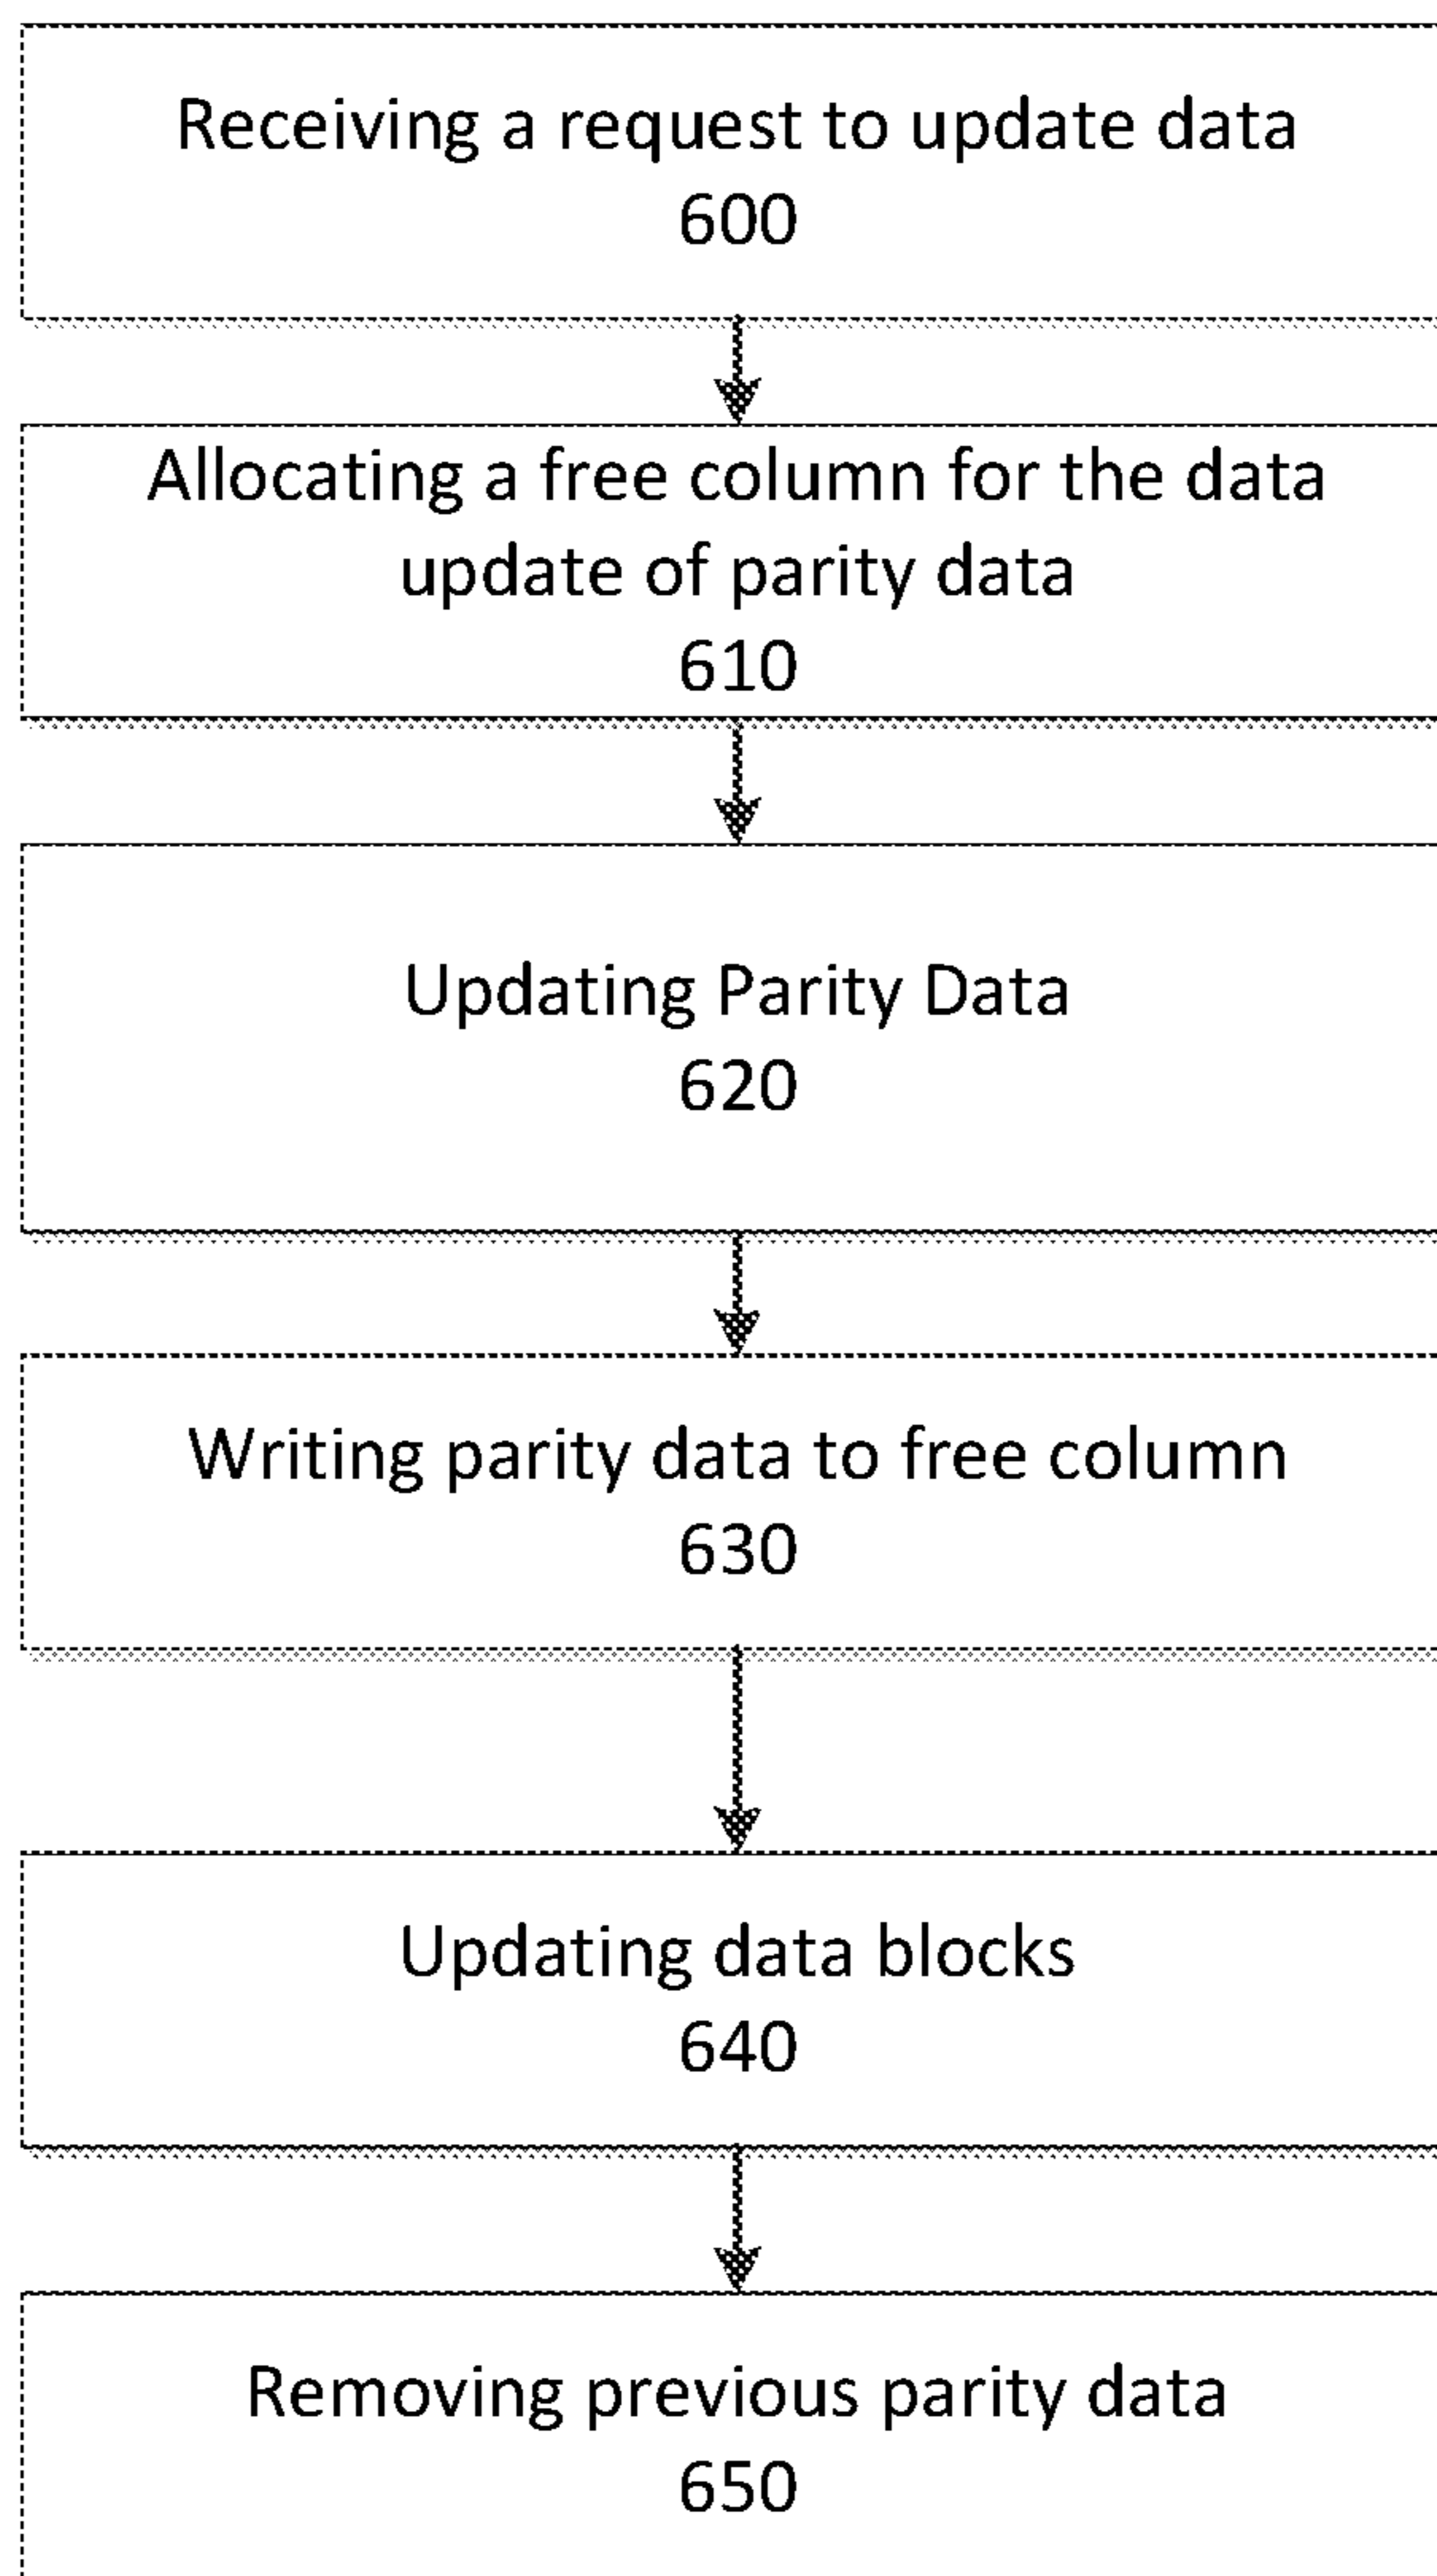 Receiving a request to update data
600
Allocating a free column for the data
update of parity data
610
Updating Parity Data
620
Writing parity data to free column
630
Updating data blocks
640
Removing previous parity data
650